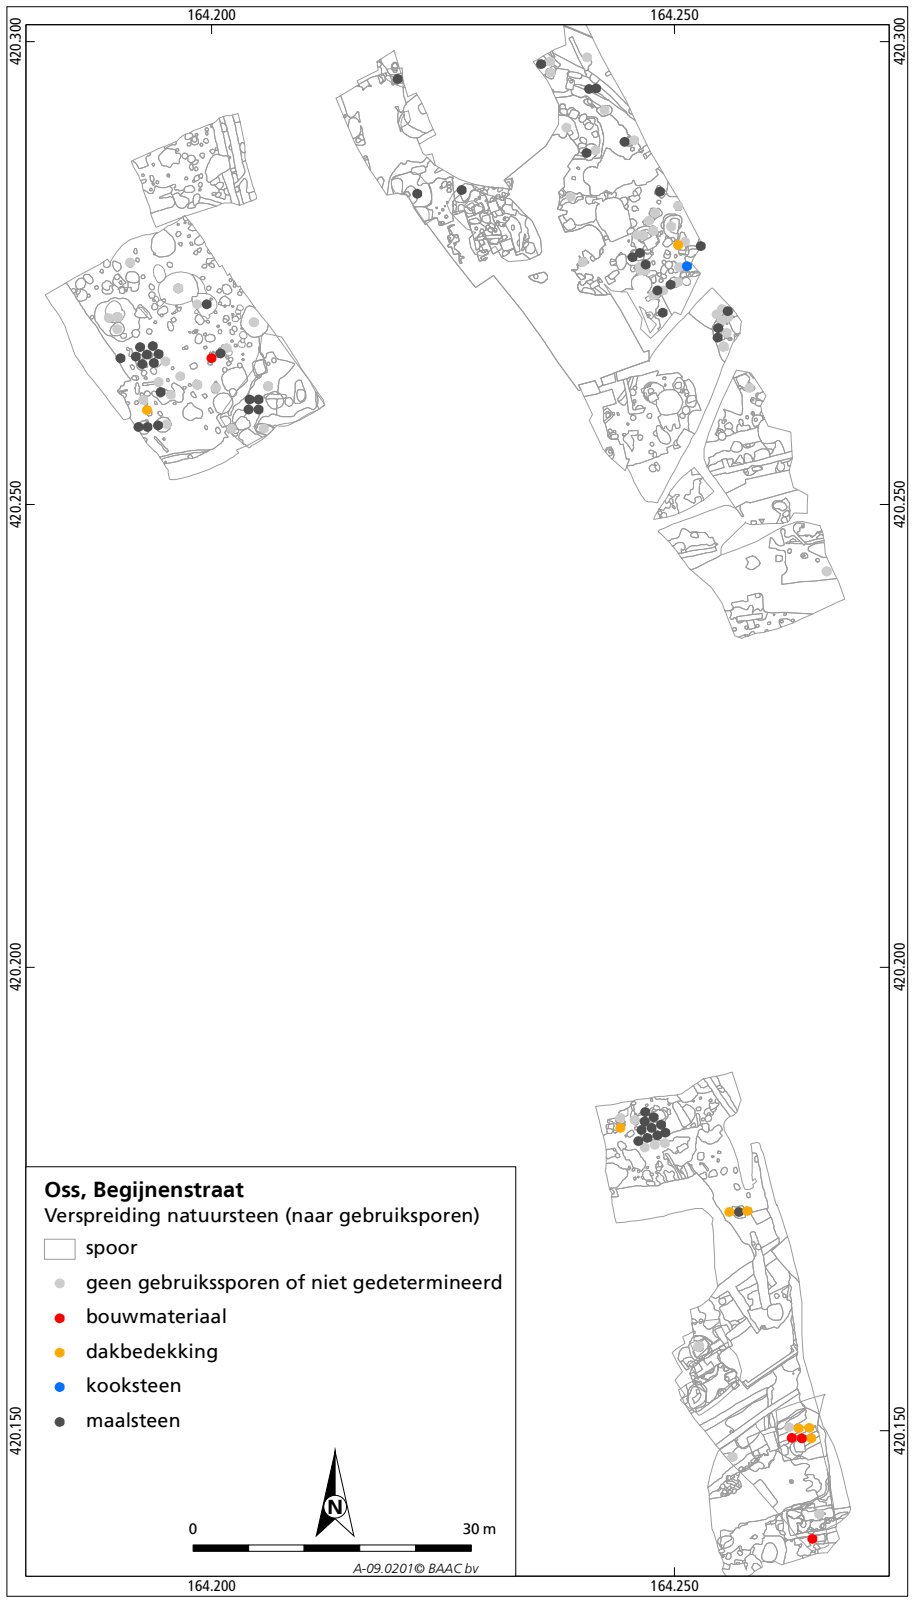 164.200 164.250
420.300 420.300
420.250 420.250
420.200 420.200
420.150 420.150
Oss, Begijnenstraat
Verspreiding natuursteen (naar gebruiksporen)
spoor
geen gebruikssporen of niet gedetermineerd
bouwmateriaal
dakbedekking
kooksteen
maalsteen
N
0 30 m
A-09.0201© BAAC bv
164.200 164.250